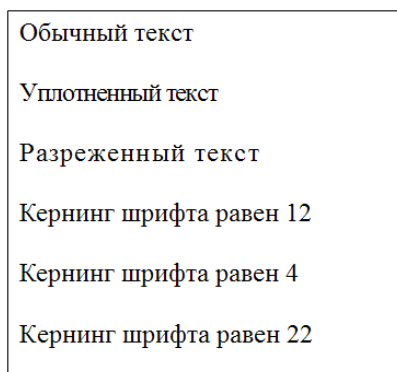 Обычный текст
Уплотненный текст
Разреженный текст
Кернинг шрифта равен 12
Кернинг шрифта равен 4
Кернинг шрифта равен 22